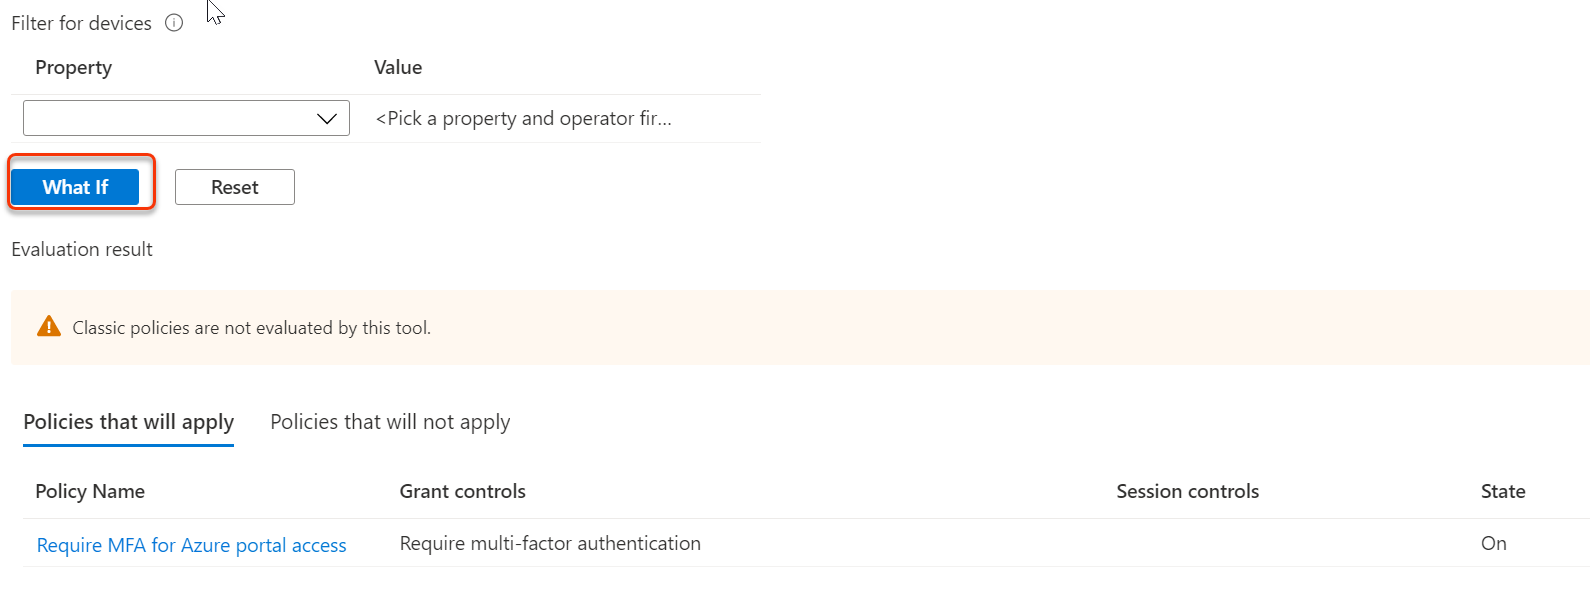 Filter for devices
Property Value
<Pick a property and operator fir...
What If Reset
Evaluation result
Classic policies are not evaluated by this tool.
Policies that will apply Policies that will not apply
Policy Name Grant controls Session controls State
Require MFA for Azure portal access Require multi-factor authentication On